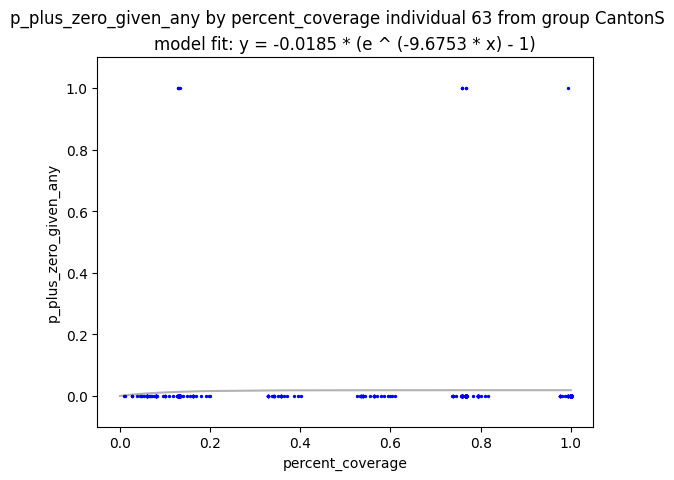 p_plus_zero_given_any by percent_coverage individual 63 from group CantonS
model fit: y = -0.0185 * (e ^ (-9.6753 * x) - 1)
1.0
0.8
0.6
0.4
0.2
0.0
p_plus_zero_given_any
0.0 0.2 0.4 0.6 0.8 1.0
percent_coverage